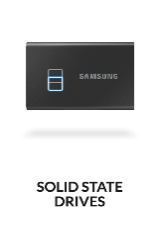 SAMSUNG
SOLID STATE
DRIVES